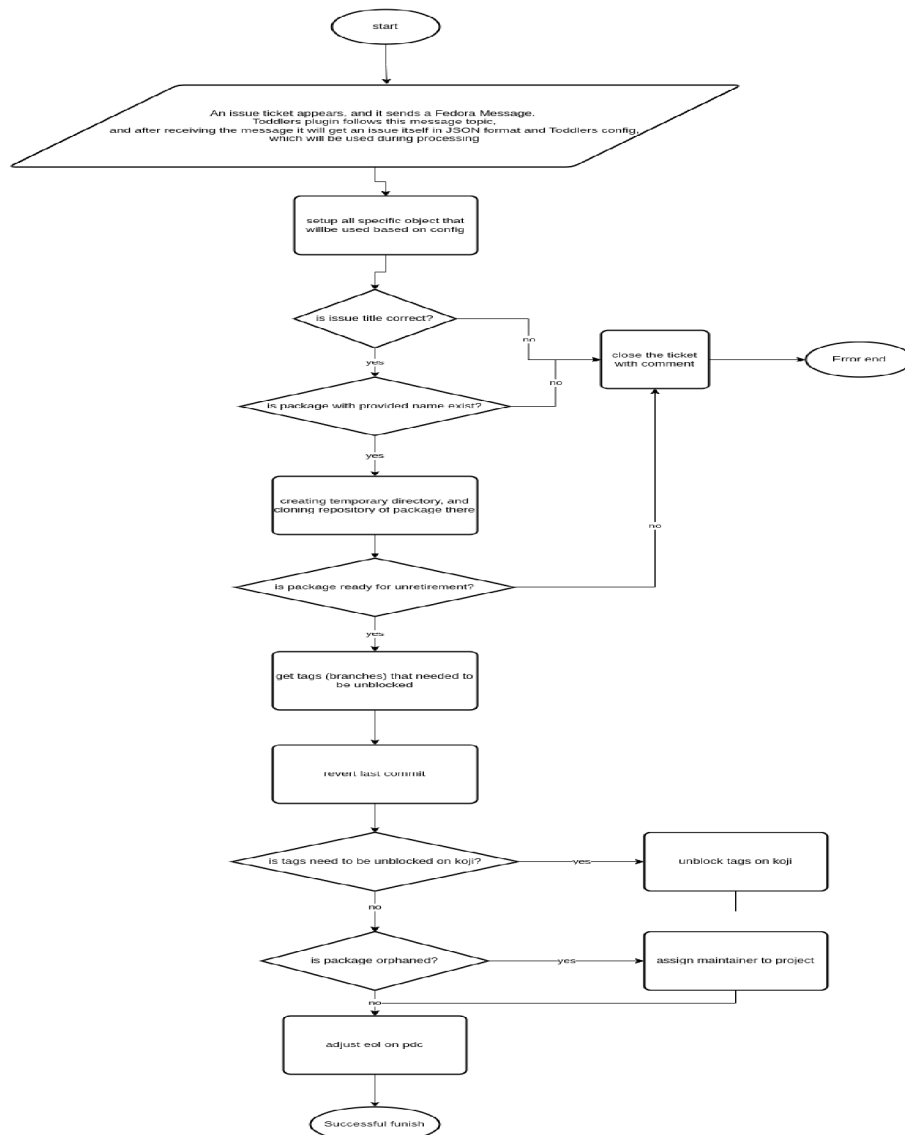 start
An issue ticket appears, and it sends a Fedora Message.
Toddlers plugin follows this message topic,
and after receiving the message it will get an issue itself in JSON format and Toddlers config,
which will be used during processing
setup all specific object that
willbe used based on config
is issue title correct?
no
close the ticket
with comment
Error end
yes
no
is package with provided name exist?
yes
creating temporary directory, and
cloning repository of package there
no
is package ready for unretirement?
yes
get tags (branches) that needed to
be unblocked
revert last commit
is tags need to be unblocked on koji?
yes
unblock tags on koji
no
is package orphaned?
yes
assign maintainer to project
no
adjust eol on pdc
Successful funish